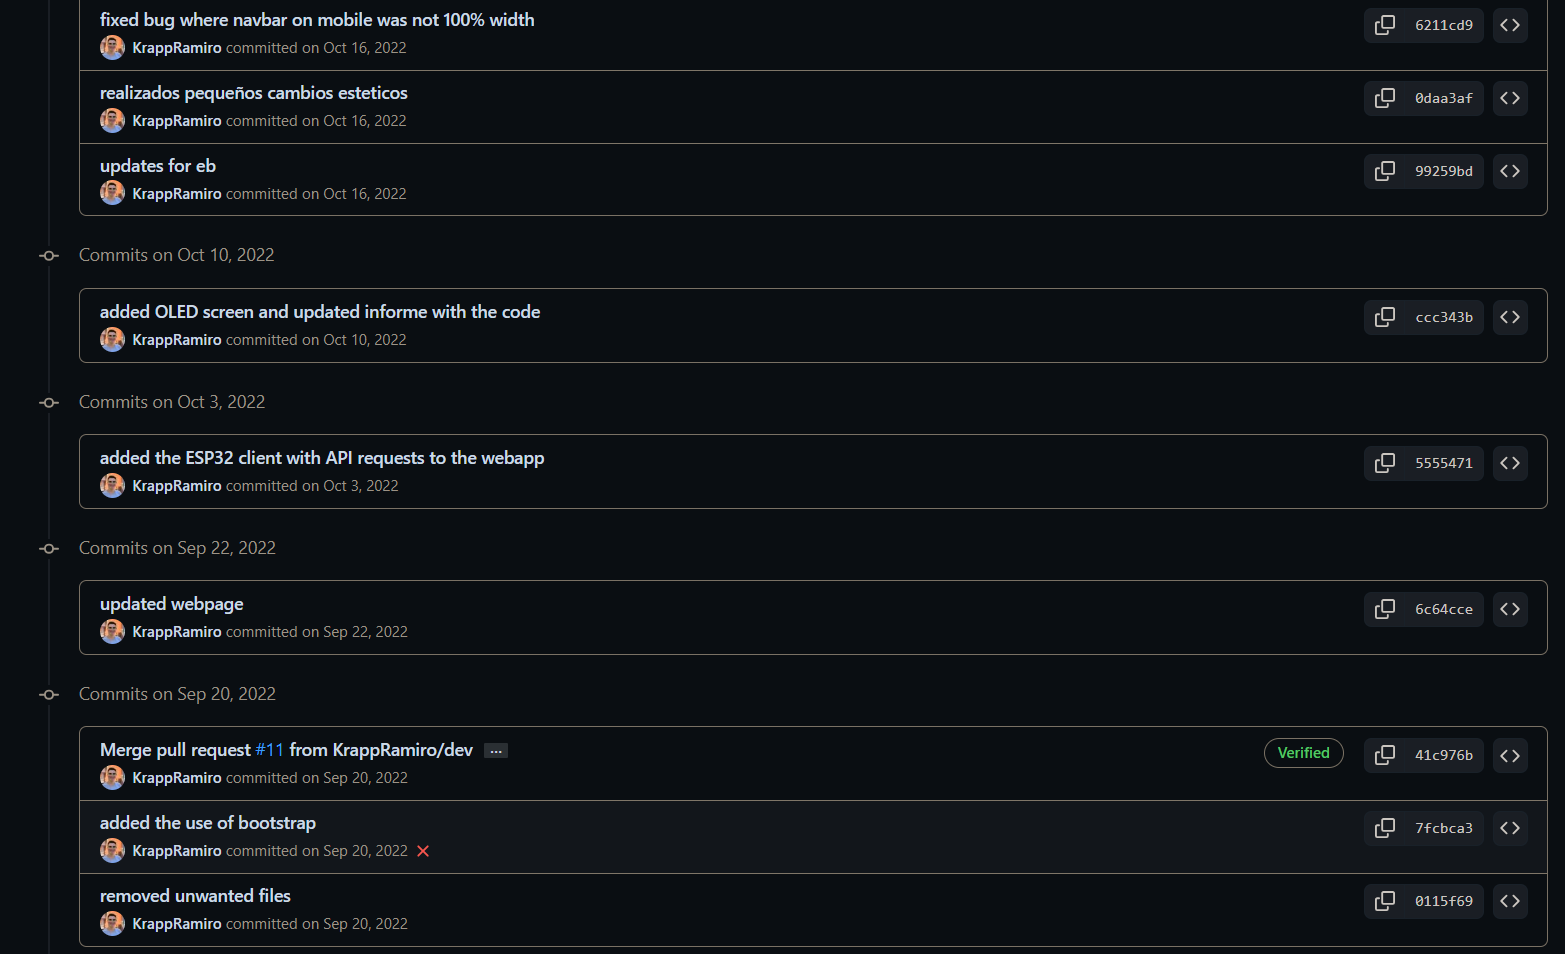 fixed bug where navbar on mobile was not 100% width
6211cd9
KrappRamiro committed on Oct 16, 2022
realizados pequeños cambios esteticos
0daa3af
KrappRamiro committed on Oct 16, 2022
updates for eb
99259bd
KrappRamiro committed on Oct 16, 2022
Commits on Oct 10, 2022
added OLED screen and updated informe with the code
ccc343b
KrappRamiro committed on Oct 10, 2022
Commits on Oct 3, 2022
added the ESP32 client with API requests to the webapp
5555471
KrappRamiro committed on Oct 3, 2022
Commits on Sep 22, 2022
updated webpage
6c64cce
KrappRamiro committed on Sep 22, 2022
Commits on Sep 20, 2022
Merge pull request #11 from KrappRamiro/dev ...
Verified
41c976b
KrappRamiro committed on Sep 20, 2022
added the use of bootstrap
7fcbca3
KrappRamiro committed on Sep 20, 2022
removed unwanted files
0115f69
KrappRamiro committed on Sep 20, 2022